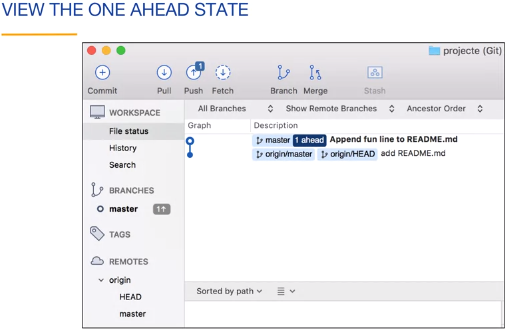 VIEW THE ONE AHEAD STATE
projecte (Git)
1
Commit Pull Push Fetch Branch Merge Stash
WORKSPACE
File status
History
Search
BRANCHES
master 1↑
TAGS
REMOTES
origin
HEAD
master
All Branches Show Remote Branches Ancestor Order
Graph Description
master 1 ahead Append fun line to README.md
origin/master origin/HEAD add README.md
Sorted by path